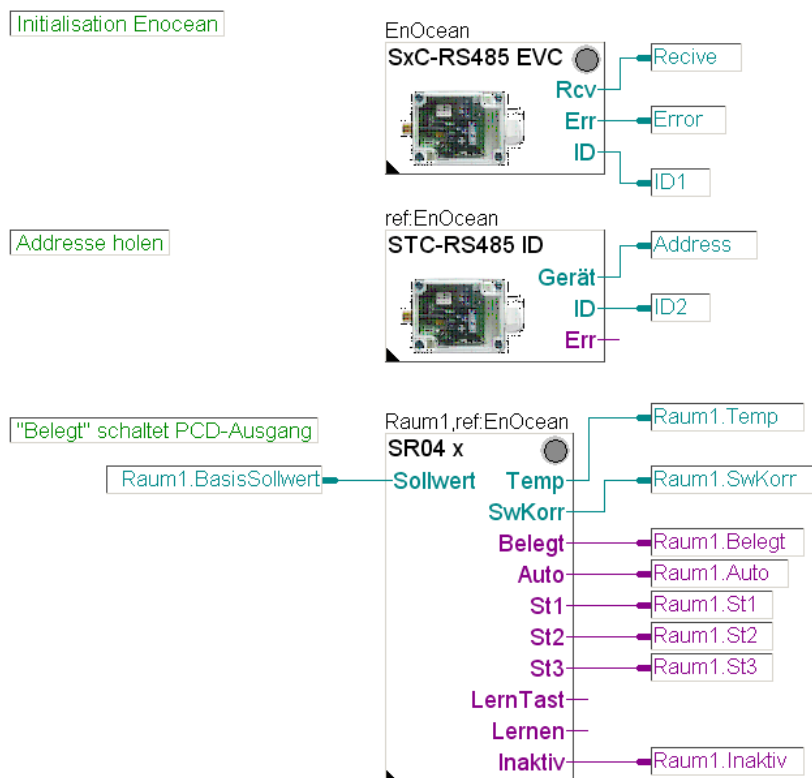 Initialisation Enocean
EnOcean
SxC-RS485 EVC
Rcv
Recive
Err
Error
ID
ID1
Addresse holen
ref:EnOcean
STC-RS485 ID
Gerät
Address
ID
ID2
Err
"Belegt" schaltet PCD-Ausgang
Raum1,ref:EnOcean
SR04 x
Raum1.BasisSollwert
Sollwert
Temp
Raum1.Temp
SwKorr
Raum1.SwKorr
Belegt
Raum1.Belegt
Auto
Raum1.Auto
St1
Raum1.St1
St2
Raum1.St2
St3
Raum1.St3
LernTast
Lernen
Inaktiv
Raum1.Inaktiv